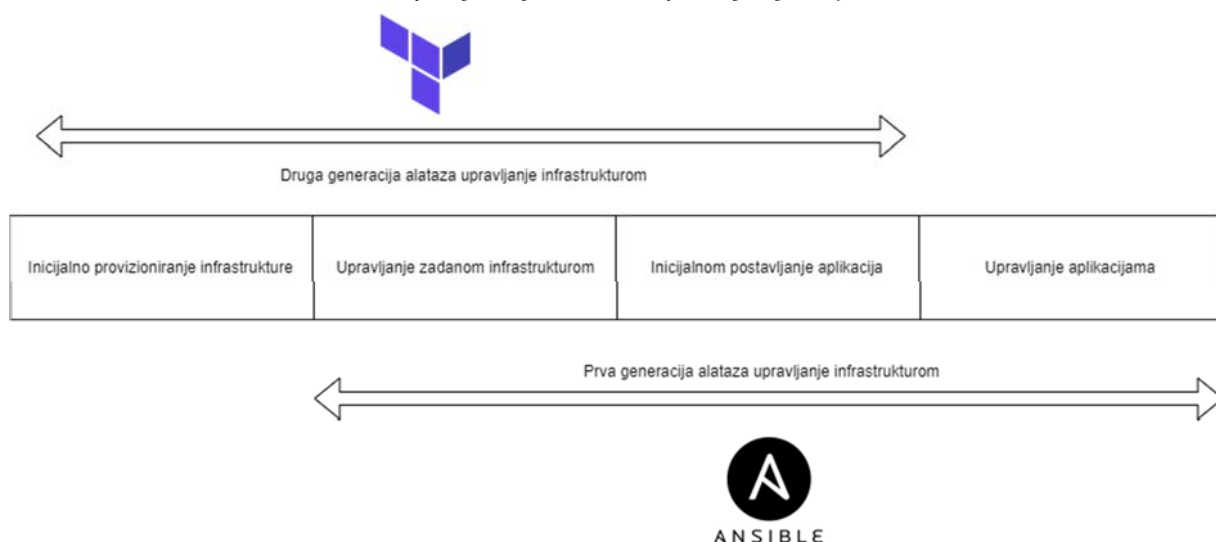 Druga generacija alataza upravljanje infrastrukturom
Inicijalno provizioniranje infrastrukture
Upravljanje zadanom infrastrukturom
Inicijalnom postavljanje aplikacija
Upravljanje aplikacijama
Prva generacija alataza upravljanje infrastrukturom
ANSIBLE